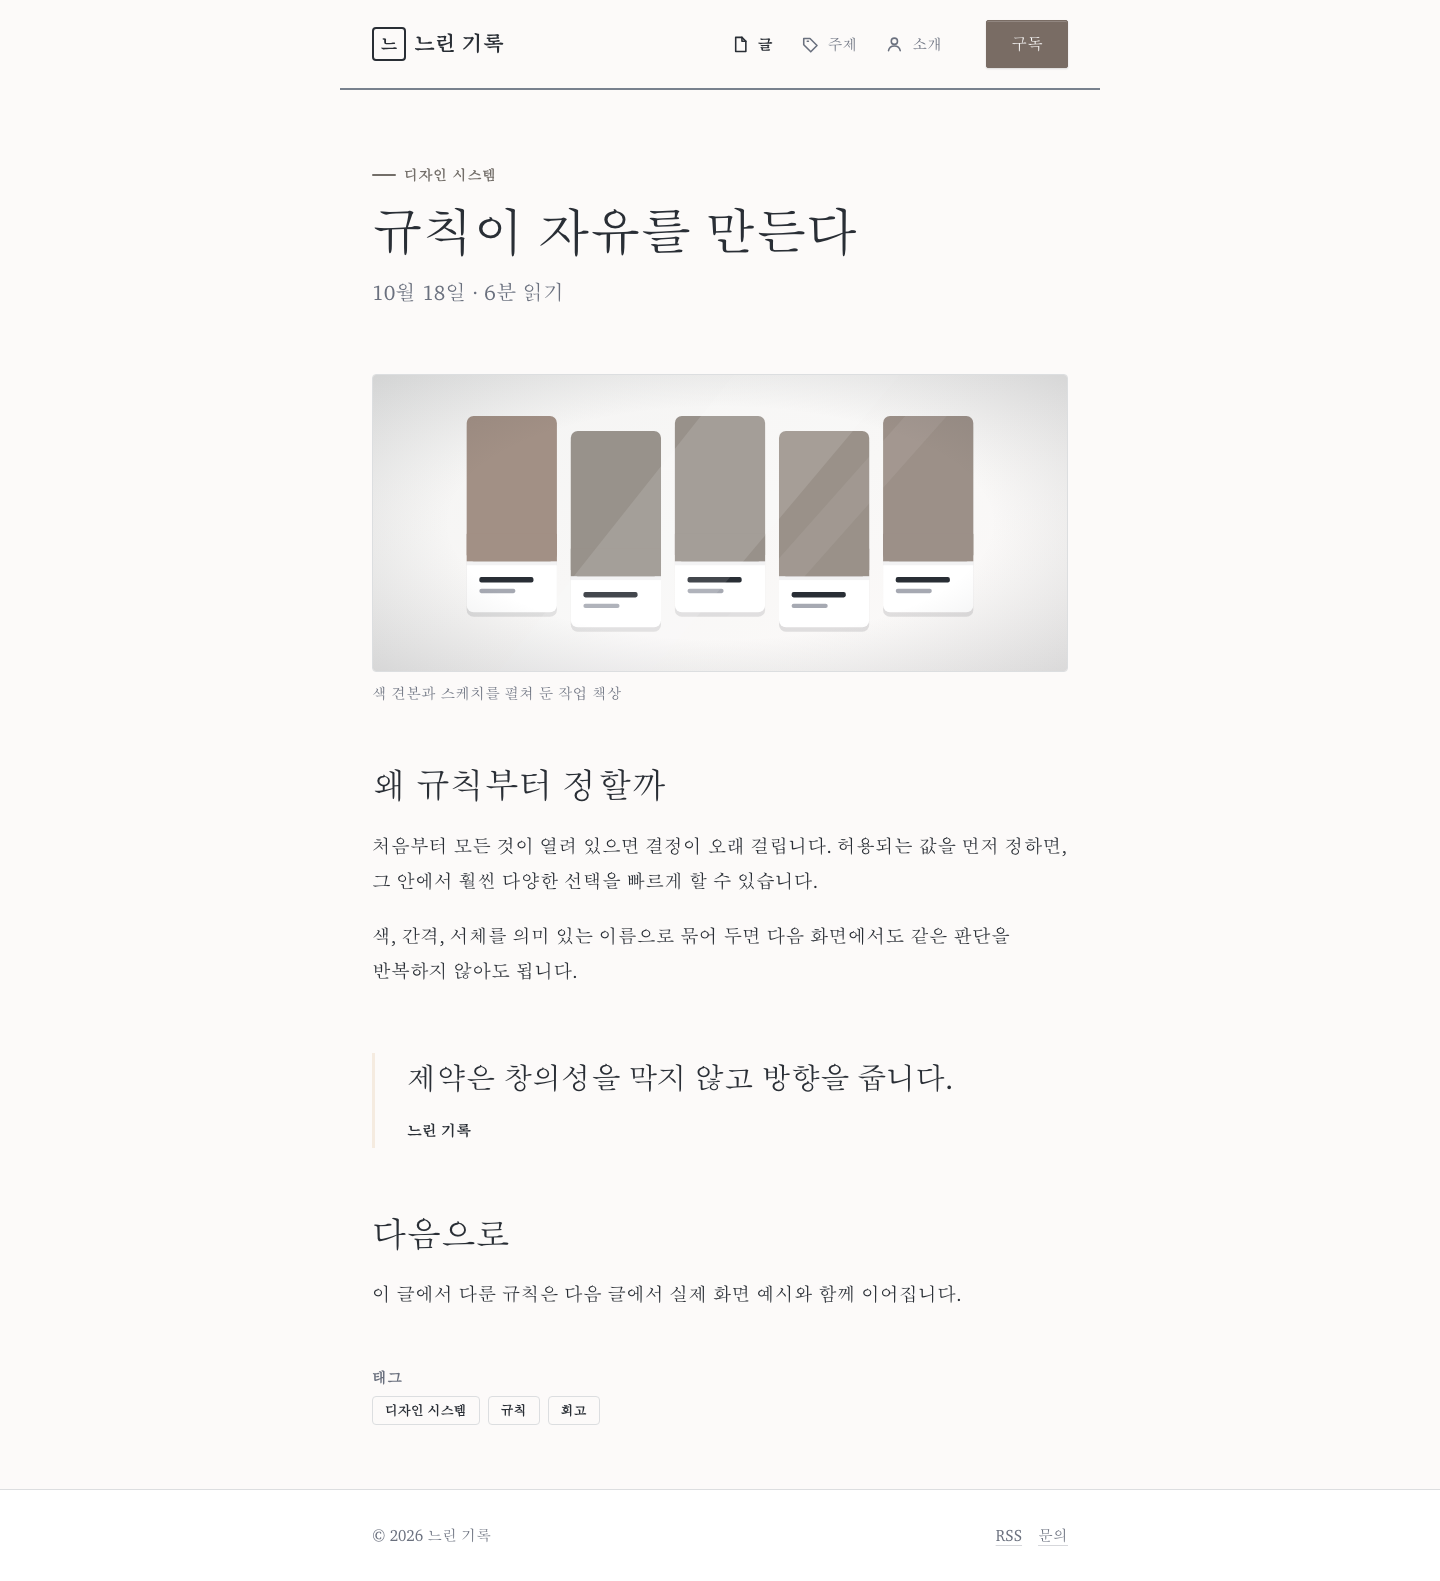 느 느린 기록
글 주제 소개 구독
디자인 시스템
규칙이 자유를 만든다
10월 18일 · 6분 읽기
색 견본과 스케치를 펼쳐 둔 작업 책상
왜 규칙부터 정할까
처음부터 모든 것이 열려 있으면 결정이 오래 걸립니다. 허용되는 값을 먼저 정하면,
그 안에서 훨씬 다양한 선택을 빠르게 할 수 있습니다.
색, 간격, 서체를 의미 있는 이름으로 묶어 두면 다음 화면에서도 같은 판단을
반복하지 않아도 됩니다.
제약은 창의성을 막지 않고 방향을 줍니다.
느린 기록
다음으로
이 글에서 다룬 규칙은 다음 글에서 실제 화면 예시와 함께 이어집니다.
태그
디자인 시스템 규칙 회고
© 2026 느린 기록
RSS 문의